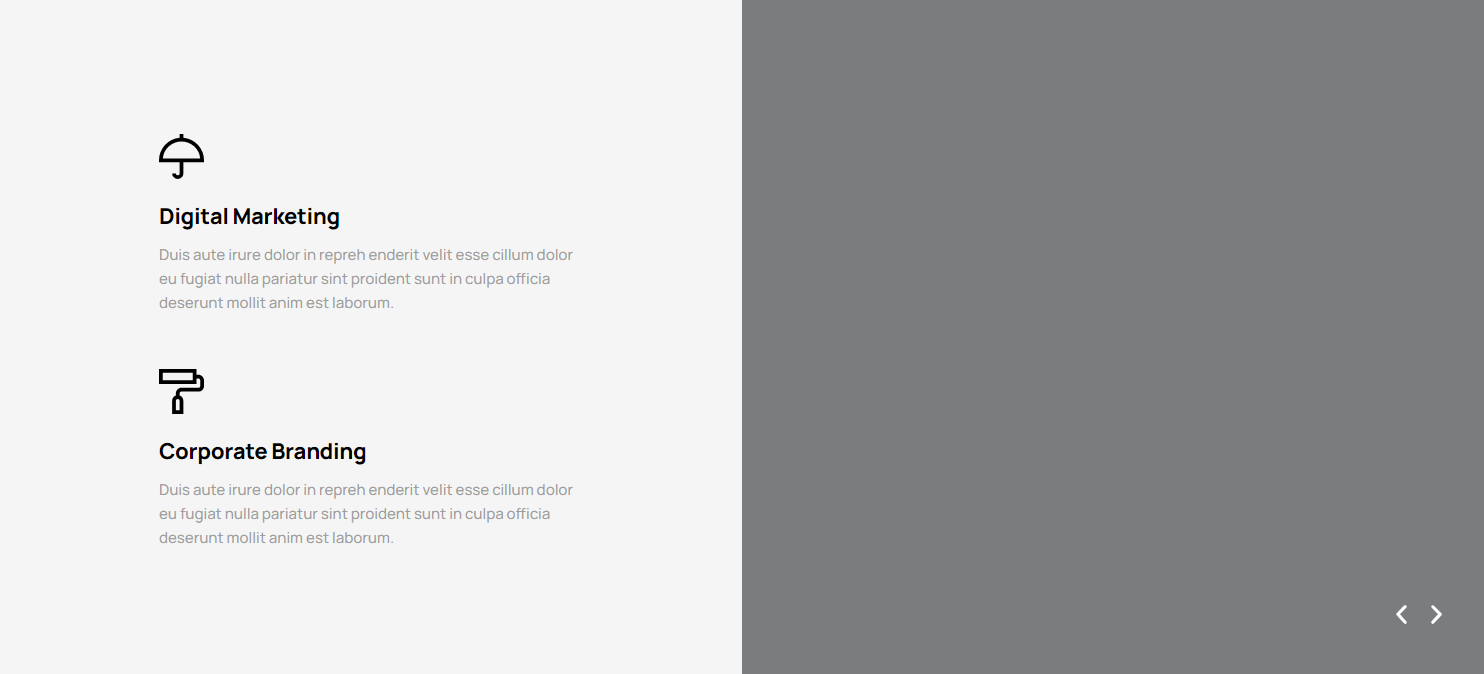 Digital Marketing
Duis aute irure dolor in repreh enderit velit esse cillum dolor
eu fugiat nulla pariatur sint proident sunt in culpa officia
deserunt mollit anim est laborum.
Corporate Branding
Duis aute irure dolor in repreh enderit velit esse cillum dolor
eu fugiat nulla pariatur sint proident sunt in culpa officia
deserunt mollit anim est laborum.